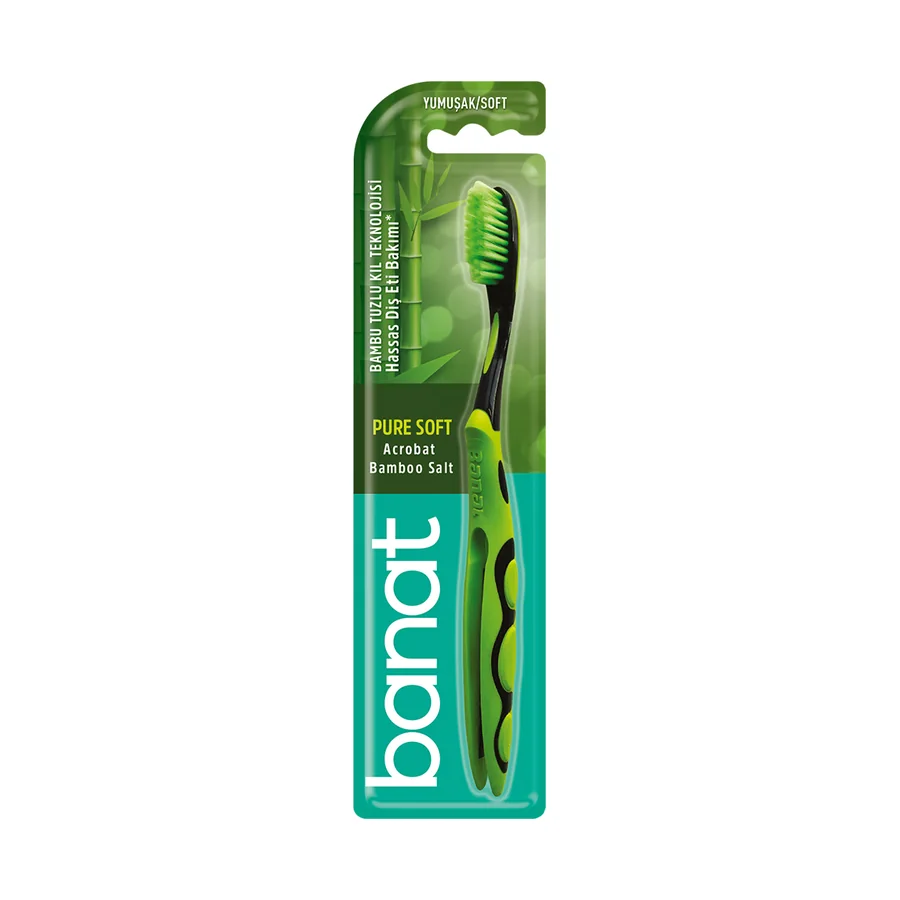 YUMUŞAK/SOFT
BAMBU TUZLU KIL TEKNOLOJİSİ
Hassas Diş Eti Bakımı*
PURE SOFT
Acrobat
Bamboo Salt
banat
banat